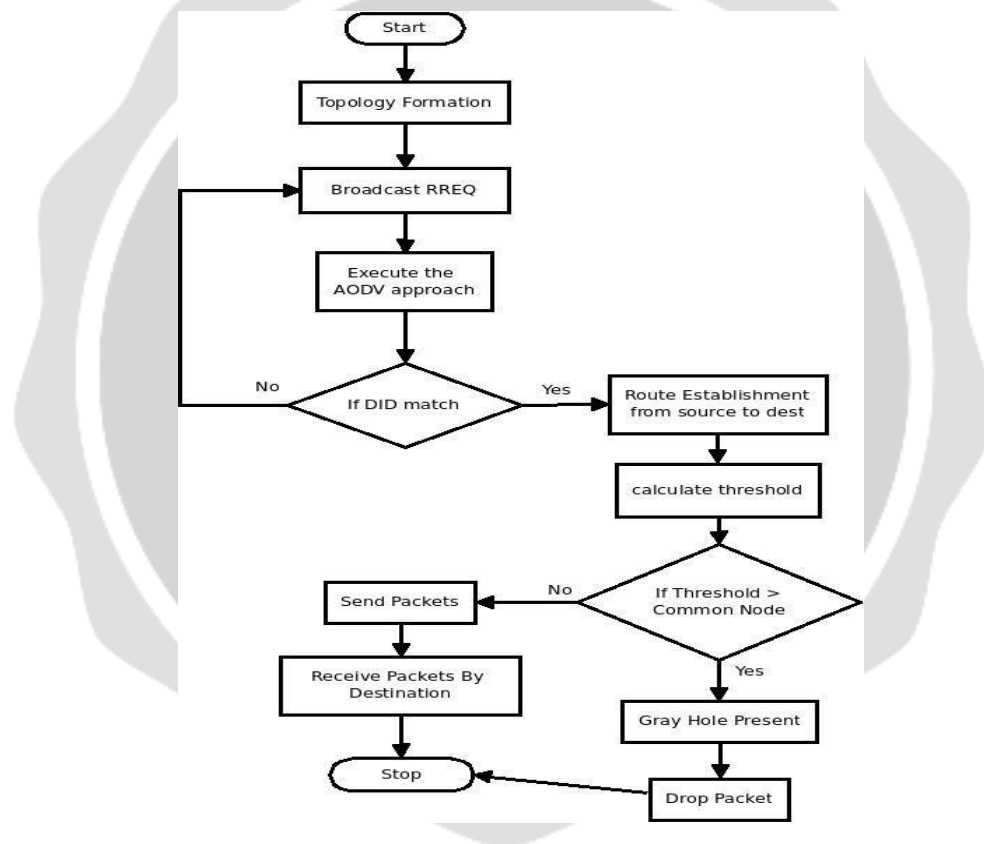 Start
Topology Formation
Broadcast RREQ
Execute the
AODV approach
No
If DID match
Yes
Route Establishment
from source to dest
calculate threshold
If Threshold >
Common Node
No
Send Packets
Receive Packets By
Destination
Yes
Gray Hole Present
Stop
Drop Packet